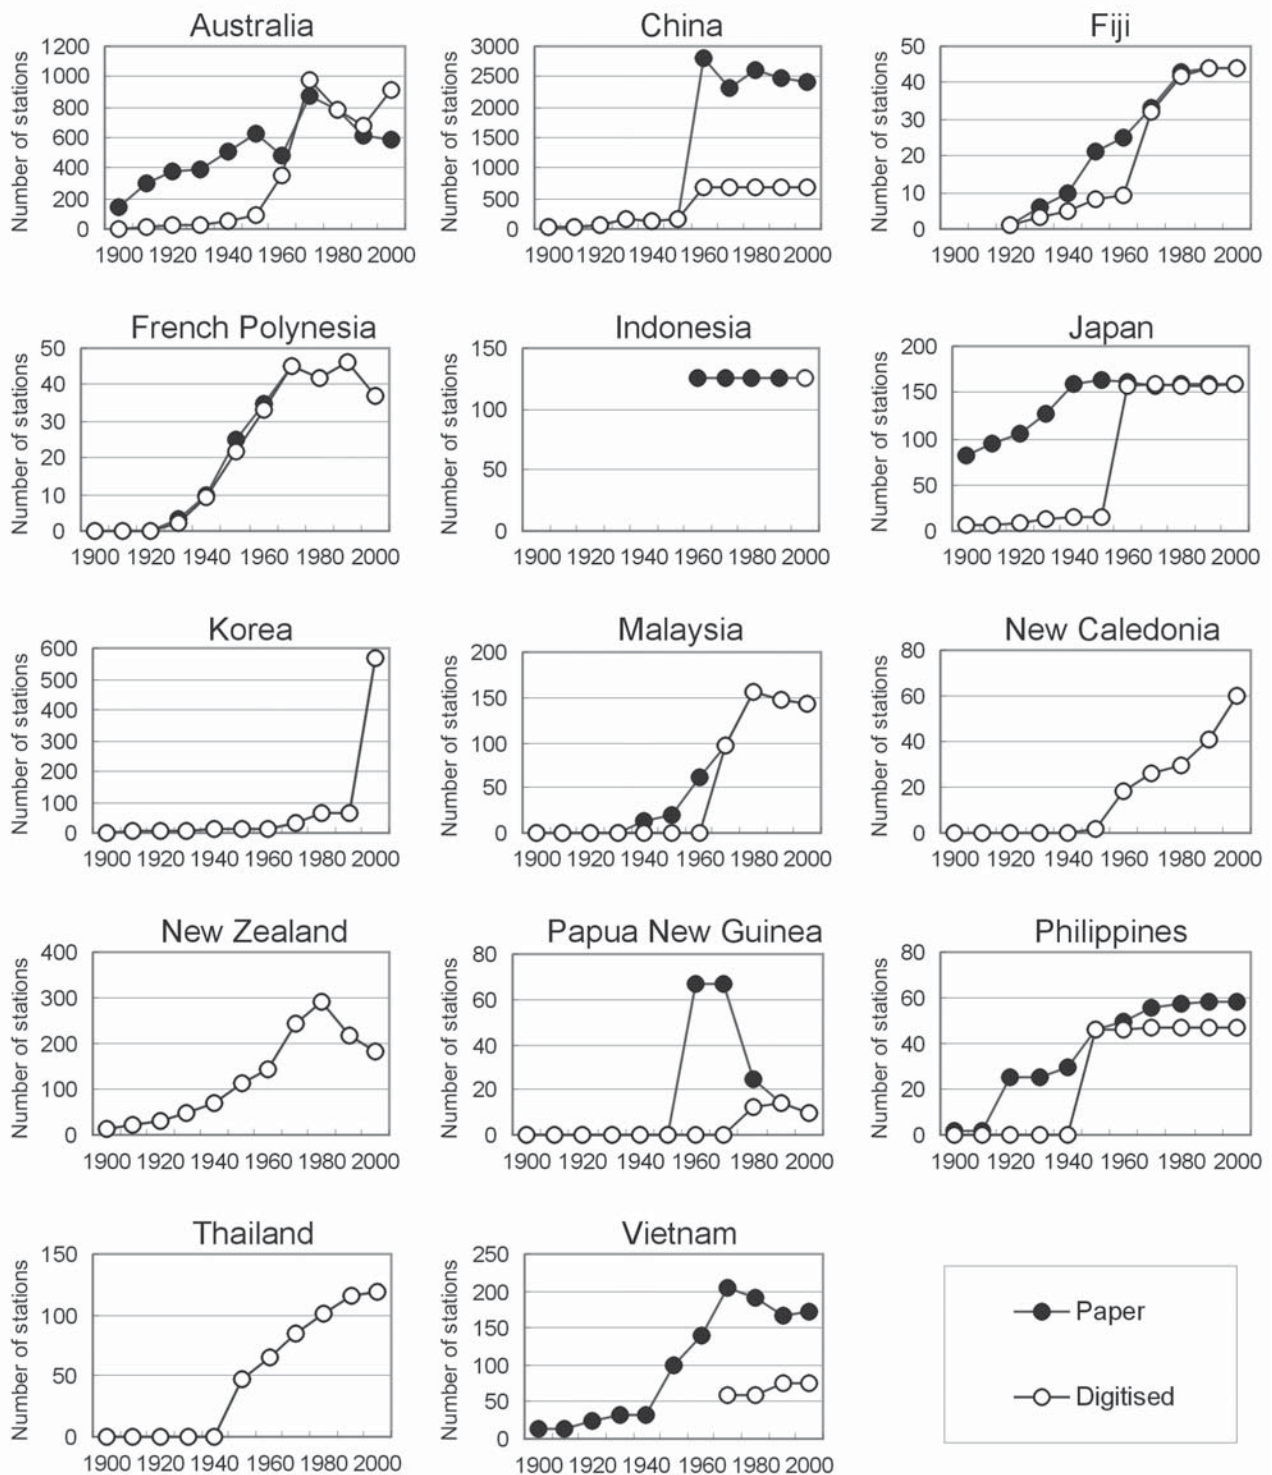 Australia
Number of stations
1200
1000
800
600
400
200
0
1900 1920 1940 1960 1980 2000
China
Number of stations
3000
2500
2000
1500
1000
500
0
1900 1920 1940 1960 1980 2000
Fiji
Number of stations
50
40
30
20
10
0
1900 1920 1940 1960 1980 2000
French Polynesia
Number of stations
50
40
30
20
10
0
1900 1920 1940 1960 1980 2000
Indonesia
Number of stations
150
100
50
0
1900 1920 1940 1960 1980 2000
Japan
Number of stations
200
150
100
50
0
1900 1920 1940 1960 1980 2000
Korea
Number of stations
600
500
400
300
200
100
0
1900 1920 1940 1960 1980 2000
Malaysia
Number of stations
200
150
100
50
0
1900 1920 1940 1960 1980 2000
New Caledonia
Number of stations
80
60
40
20
0
1900 1920 1940 1960 1980 2000
New Zealand
Number of stations
400
300
200
100
0
1900 1920 1940 1960 1980 2000
Papua New Guinea
Number of stations
80
60
40
20
0
1900 1920 1940 1960 1980 2000
Philippines
Number of stations
80
60
40
20
0
1900 1920 1940 1960 1980 2000
Thailand
Number of stations
150
100
50
0
1900 1920 1940 1960 1980 2000
Vietnam
Number of stations
250
200
150
100
50
0
1900 1920 1940 1960 1980 2000
Paper
Digitised